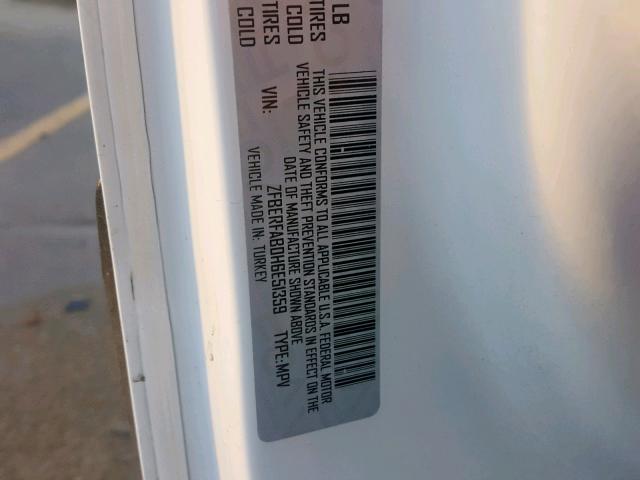 LB
TIRES
COLD
TIRES
COLD
THIS VEHICLE CONFORMS TO ALL APPLICABLE U.S.A. FEDERAL MOTOR
VEHICLE SAFETY AND THEFT PREVENTION STANDARDS IN EFFECT ON THE
DATE OF MANUFACTURE SHOWN ABOVE
VIN: ZFBERFAB0H6E51359 TYPE:MPV
VEHICLE MADE IN: TURKEY